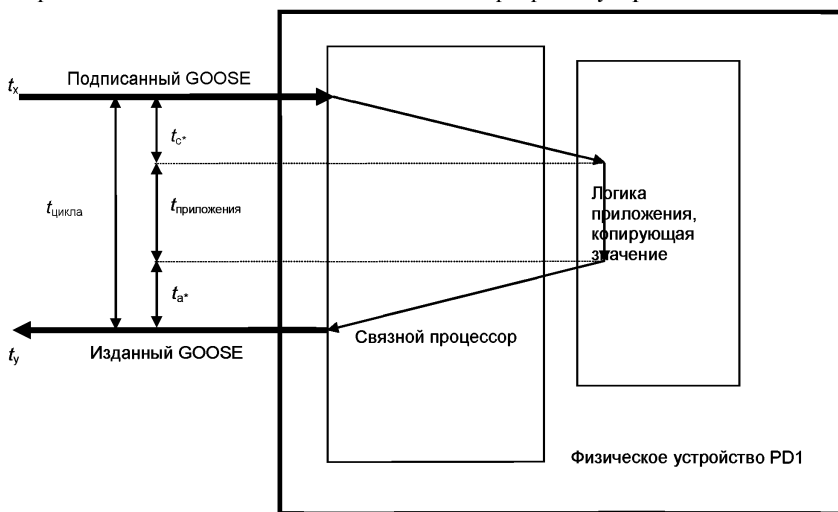 Подписанный GOOSE
tx
tc*
tцикла
tприложения
Логика
приложения,
копирующая
значение
ta*
Связной процессор
ty
Изданный GOOSE
Физическое устройство PD1